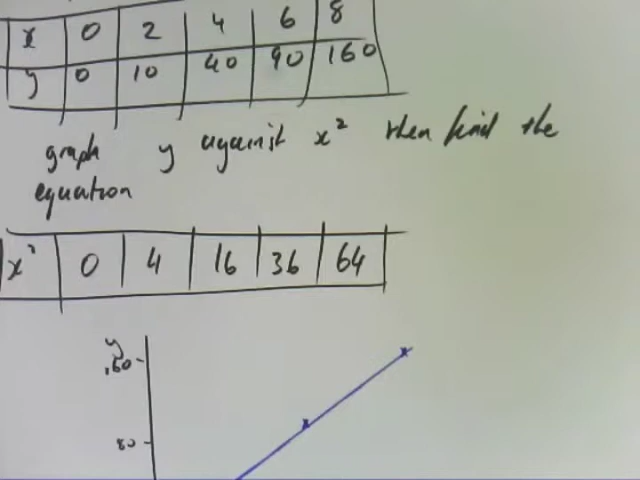 x 0 2 4 6 8
y 0 10 40 90 160
graph y against x² then find the
equation
x² 0 4 16 36 64
y
160
80